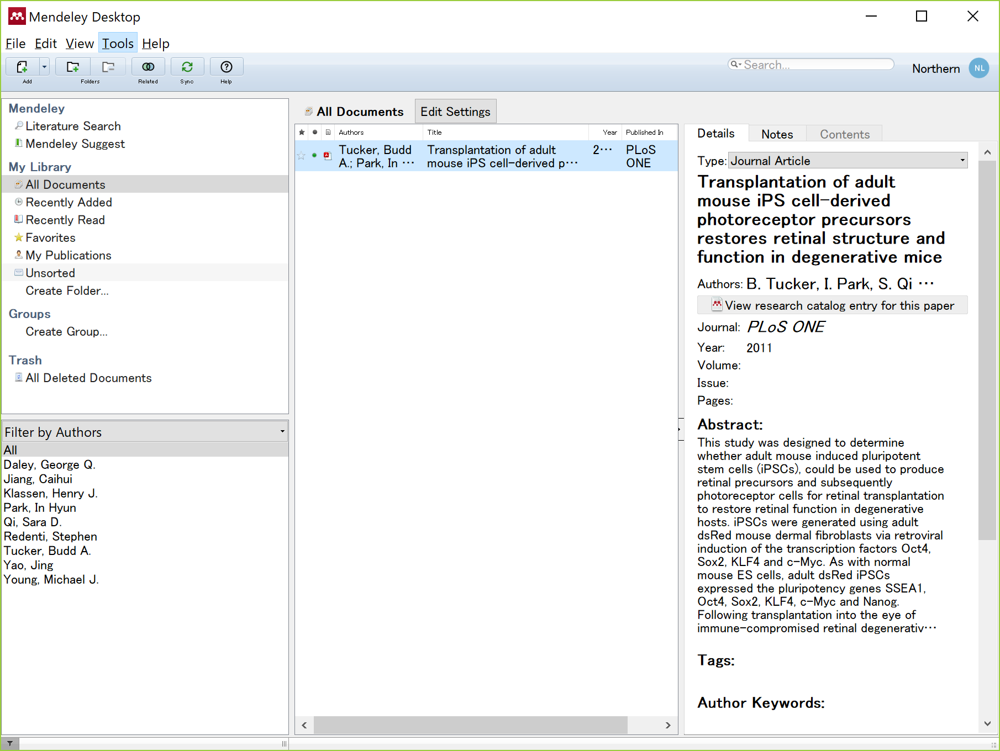 Mendeley Desktop
File Edit View Tools Help
Add Folders Related Sync Help
Search...
Northern NL
Mendeley
Literature Search
Mendeley Suggest
My Library
All Documents
Recently Added
Recently Read
Favorites
My Publications
Unsorted
Create Folder...
Groups
Create Group...
Trash
All Deleted Documents
Filter by Authors
All
Daley, George Q.
Jiang, Caihui
Klassen, Henry J.
Park, In Hyun
Qi, Sara D.
Redenti, Stephen
Tucker, Budd A.
Yao, Jing
Young, Michael J.
All Documents Edit Settings
Authors Title Year Published In
Tucker, Budd Transplantation of adult 2··· PLoS
A.; Park, In ··· mouse iPS cell-derived p··· ONE
Details Notes Contents
Type: Journal Article
Transplantation of adult
mouse iPS cell-derived
photoreceptor precursors
restores retinal structure and
function in degenerative mice
Authors: B. Tucker, I. Park, S. Qi ···
View research catalog entry for this paper
Journal: PLoS ONE
Year: 2011
Volume:
Issue:
Pages:
Abstract:
This study was designed to determine
whether adult mouse induced pluripotent
stem cells (iPSCs), could be used to produce
retinal precursors and subsequently
photoreceptor cells for retinal transplantation
to restore retinal function in degenerative
hosts. iPSCs were generated using adult
dsRed mouse dermal fibroblasts via retroviral
induction of the transcription factors Oct4,
Sox2, KLF4 and c-Myc. As with normal
mouse ES cells, adult dsRed iPSCs
expressed the pluripotency genes SSEA1,
Oct4, Sox2, KLF4, c-Myc and Nanog.
Following transplantation into the eye of
immune-compromised retinal degenerativ···
Tags:
Author Keywords: